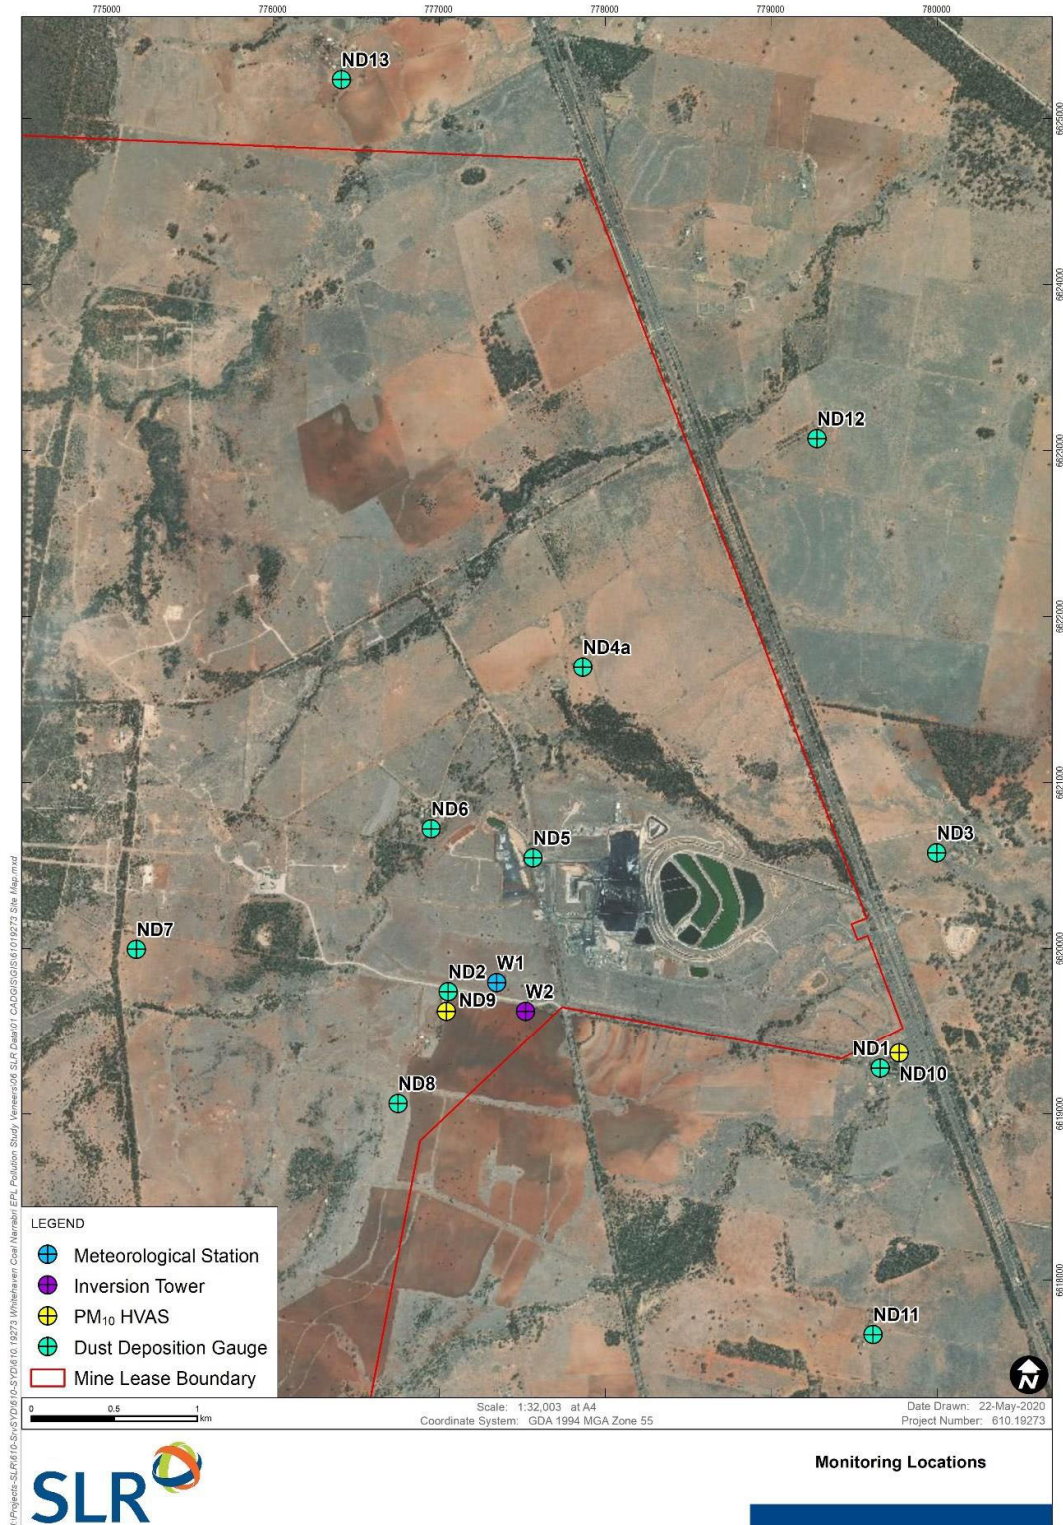 775000 776000 777000 778000 779000 780000
ND13
6625000
6624000
ND12
6623000
6622000
ND4a
6621000
ND6
ND5
ND3
ND7
6620000
W1
ND2
ND9
W2
ND1
ND10
ND8
6619000
6618000
ND11
LEGEND
Meteorological Station
Inversion Tower
PM10 HVAS
Dust Deposition Gauge
Mine Lease Boundary
N
0 0.5 1
km
Scale: 1:32,003 at A4
Coordinate System: GDA 1994 MGA Zone 55
Date Drawn: 22-May-2020
Project Number: 610.19273
SLR
Monitoring Locations